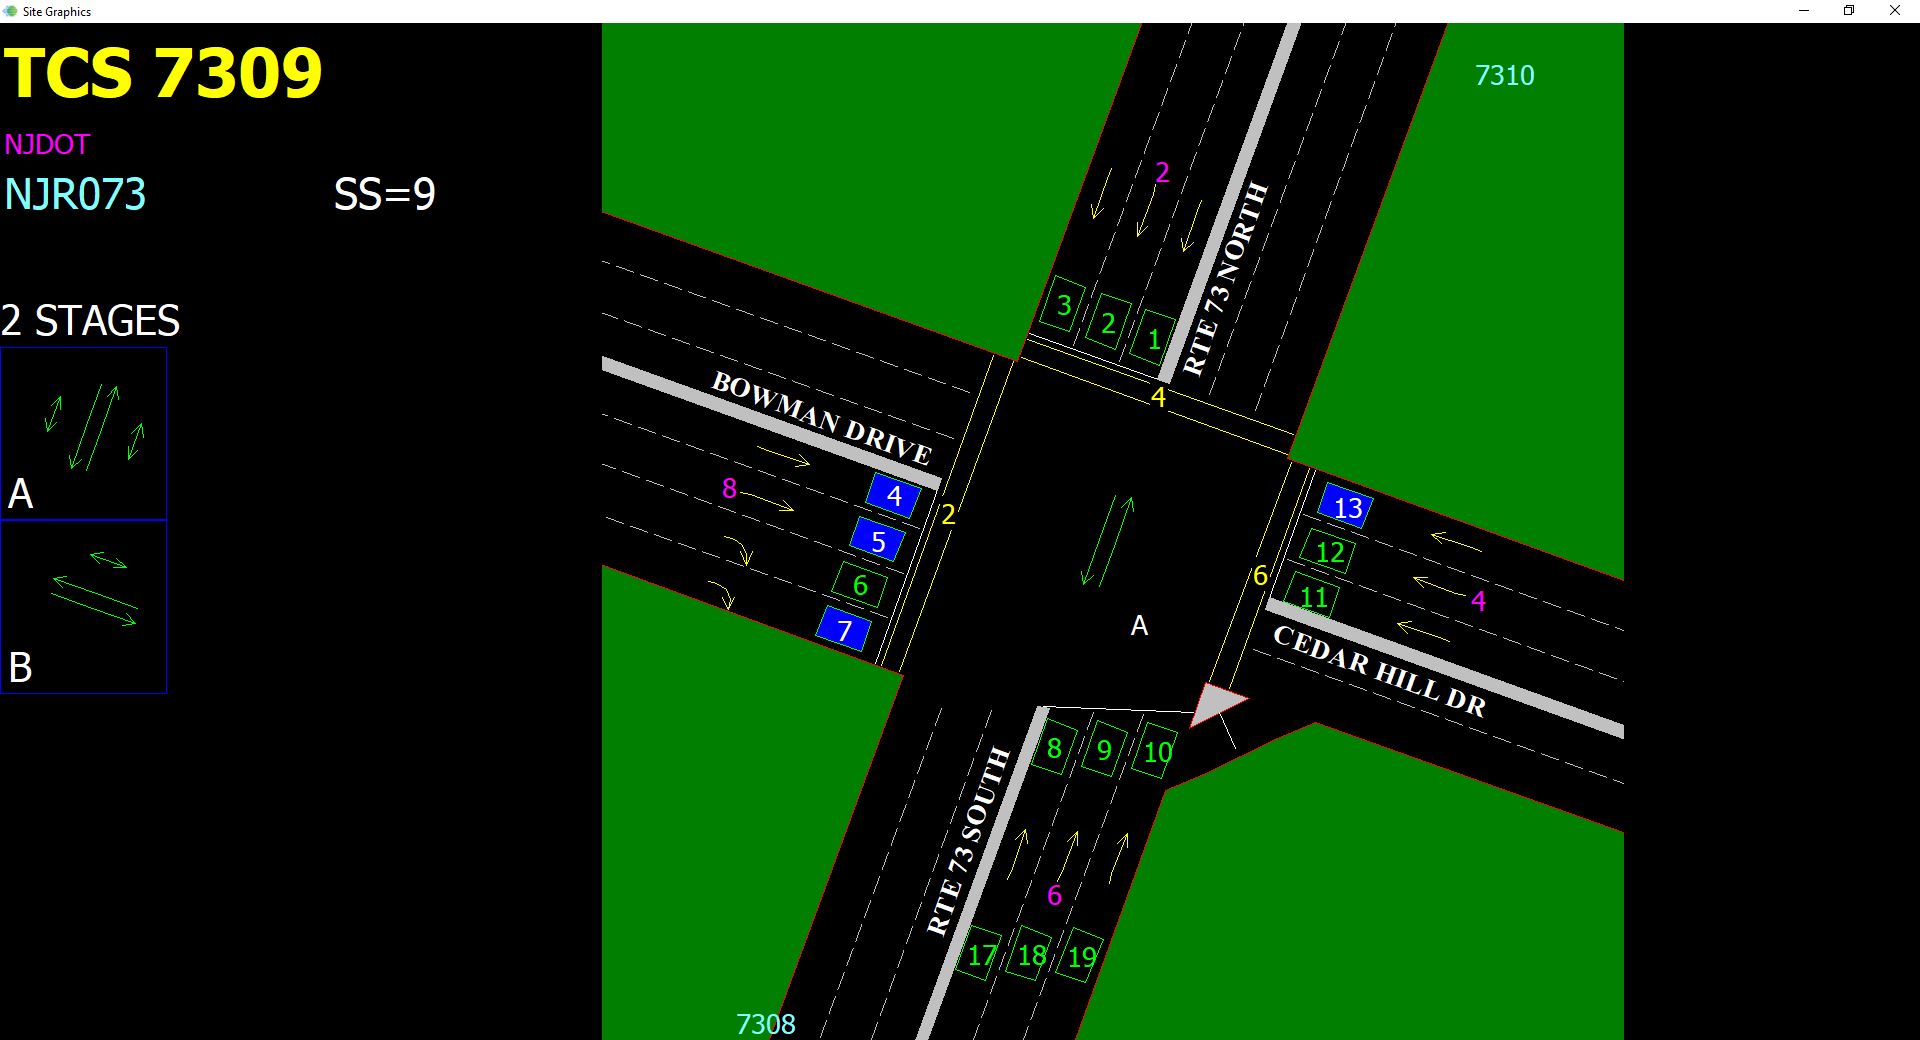 Site Graphics
TCS 7309
NJDOT
NJR073 SS=9
2 STAGES
A
B
7310
2
RTE 73 NORTH
3 2 1
4
BOWMAN DRIVE
8
4
5
6
7
2
13
12
11
6
4
CEDAR HILL DR
A
8 9 10
RTE 73 SOUTH
6
17 18 19
7308